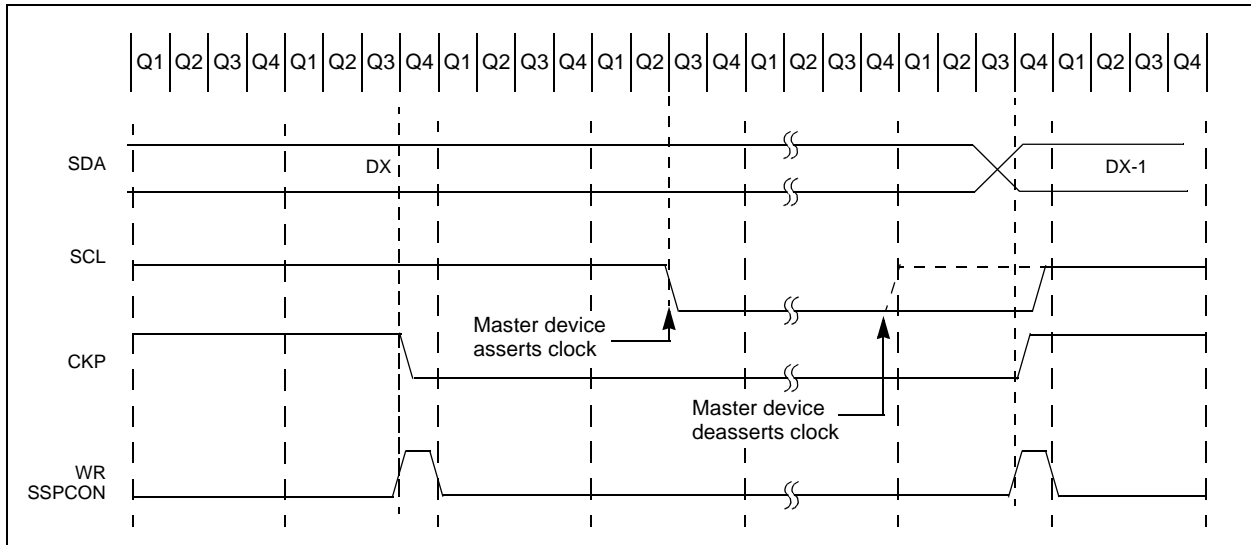 Q1 Q2 Q3 Q4 Q1 Q2 Q3 Q4 Q1 Q2 Q3 Q4 Q1 Q2 Q3 Q4 Q1 Q2 Q3 Q4 Q1 Q2 Q3 Q4 Q1 Q2 Q3 Q4
SDA DX DX-1
SCL
Master device
asserts clock
CKP
Master device
deasserts clock
WR
SSPCON